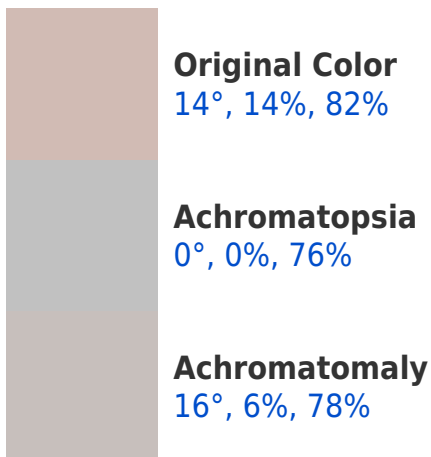 Original Color
14°, 14%, 82%
Achromatopsia
0°, 0%, 76%
Achromatomaly
16°, 6%, 78%